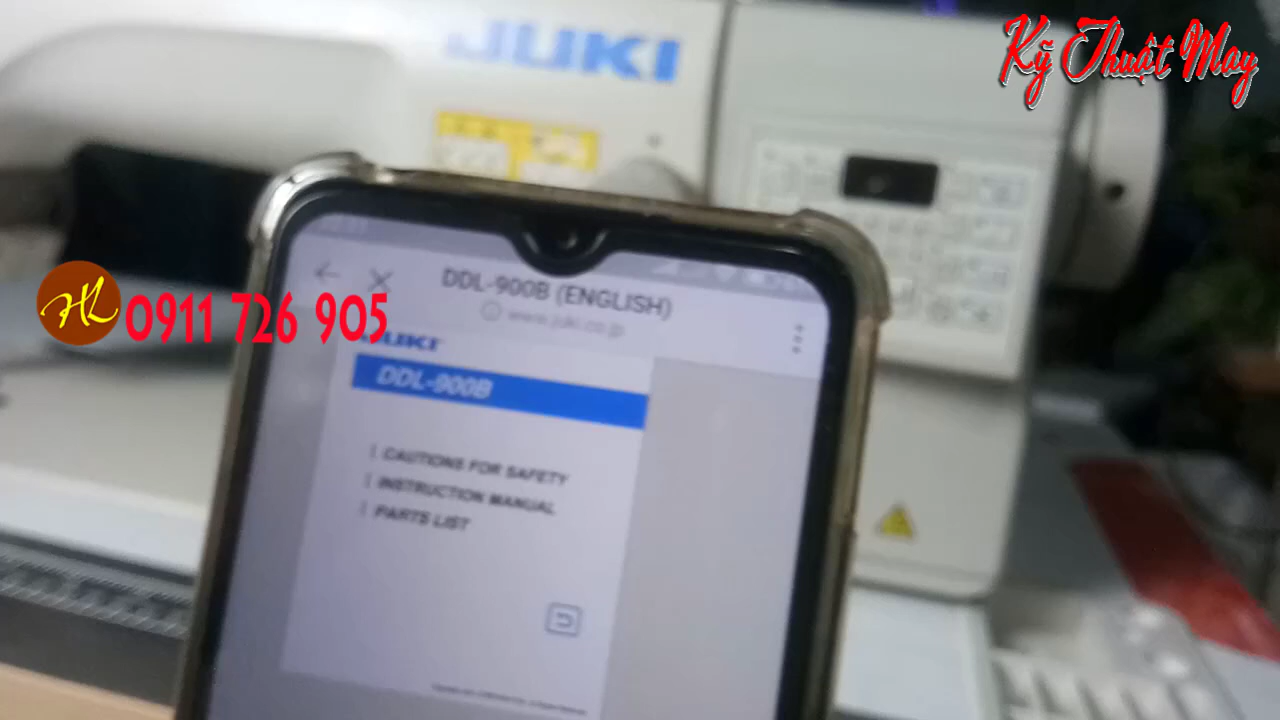 JUKI
Kỹ Thuật May
DDL-900B (ENGLISH)
www.juki.co.jp
HL 0911 726 905
JUKI
DDL-900B
CAUTIONS FOR SAFETY
INSTRUCTION MANUAL
PARTS LIST